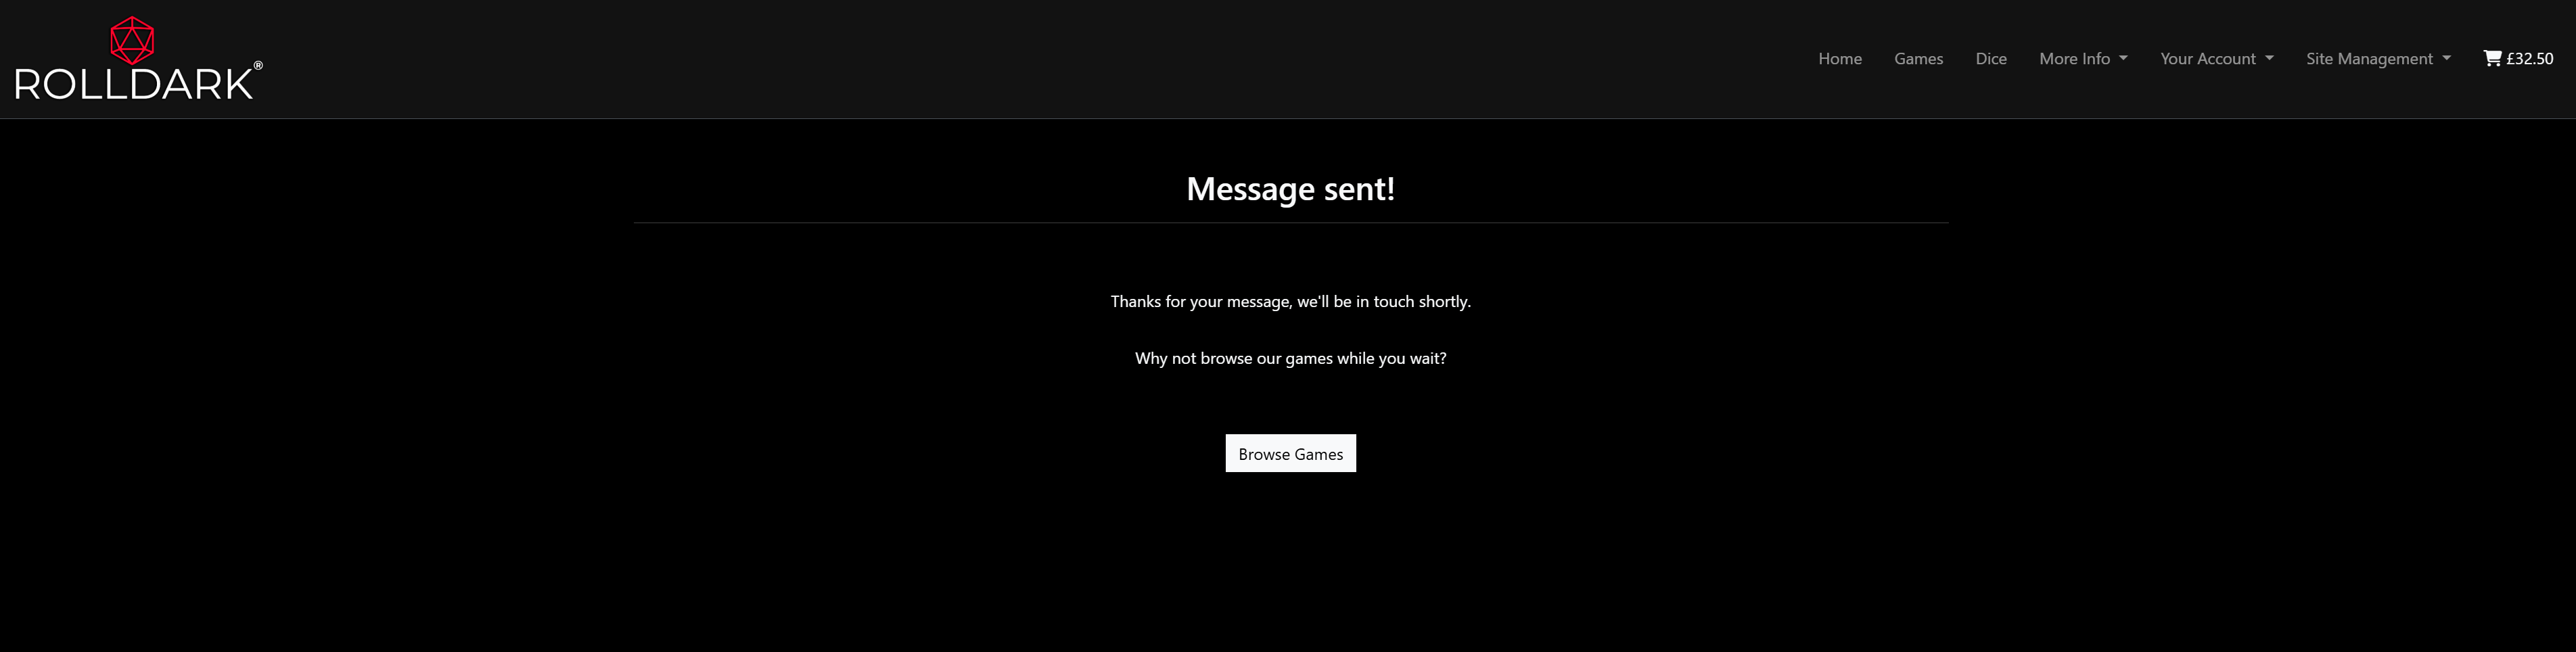 ROLLDARK®
Home Games Dice More Info Your Account Site Management £32.50
Message sent!
Thanks for your message, we'll be in touch shortly.
Why not browse our games while you wait?
Browse Games